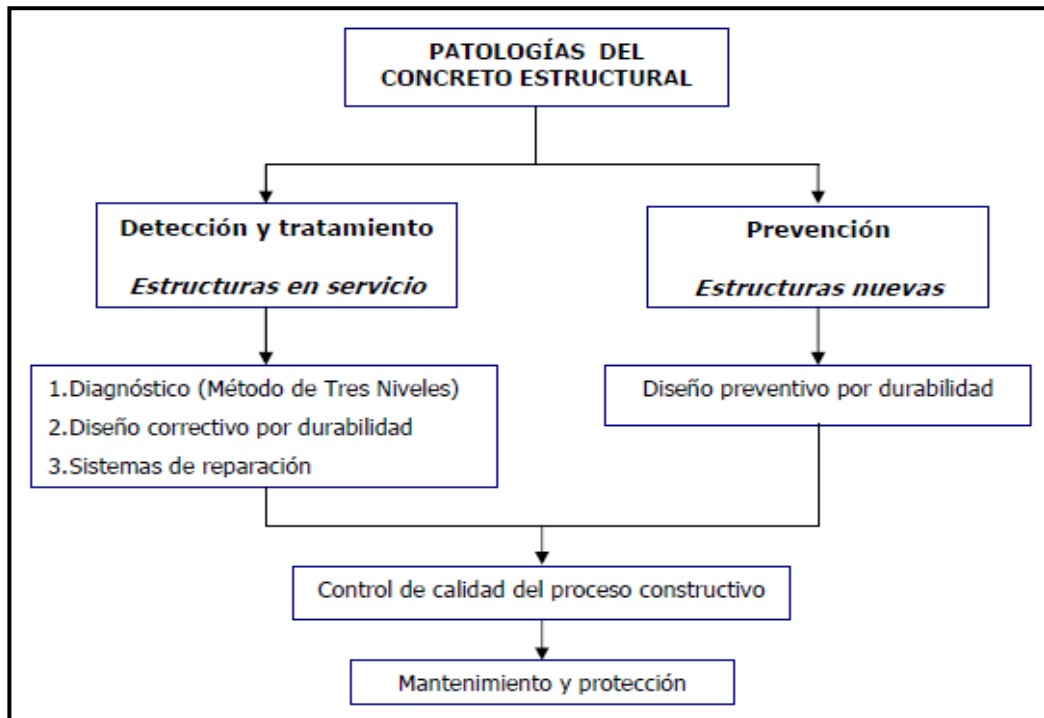 PATOLOGÍAS DEL
CONCRETO ESTRUCTURAL
Detección y tratamiento
Estructuras en servicio
Prevención
Estructuras nuevas
1.Diagnóstico (Método de Tres Niveles)
2.Diseño correctivo por durabilidad
3.Sistemas de reparación
Diseño preventivo por durabilidad
Control de calidad del proceso constructivo
Mantenimiento y protección